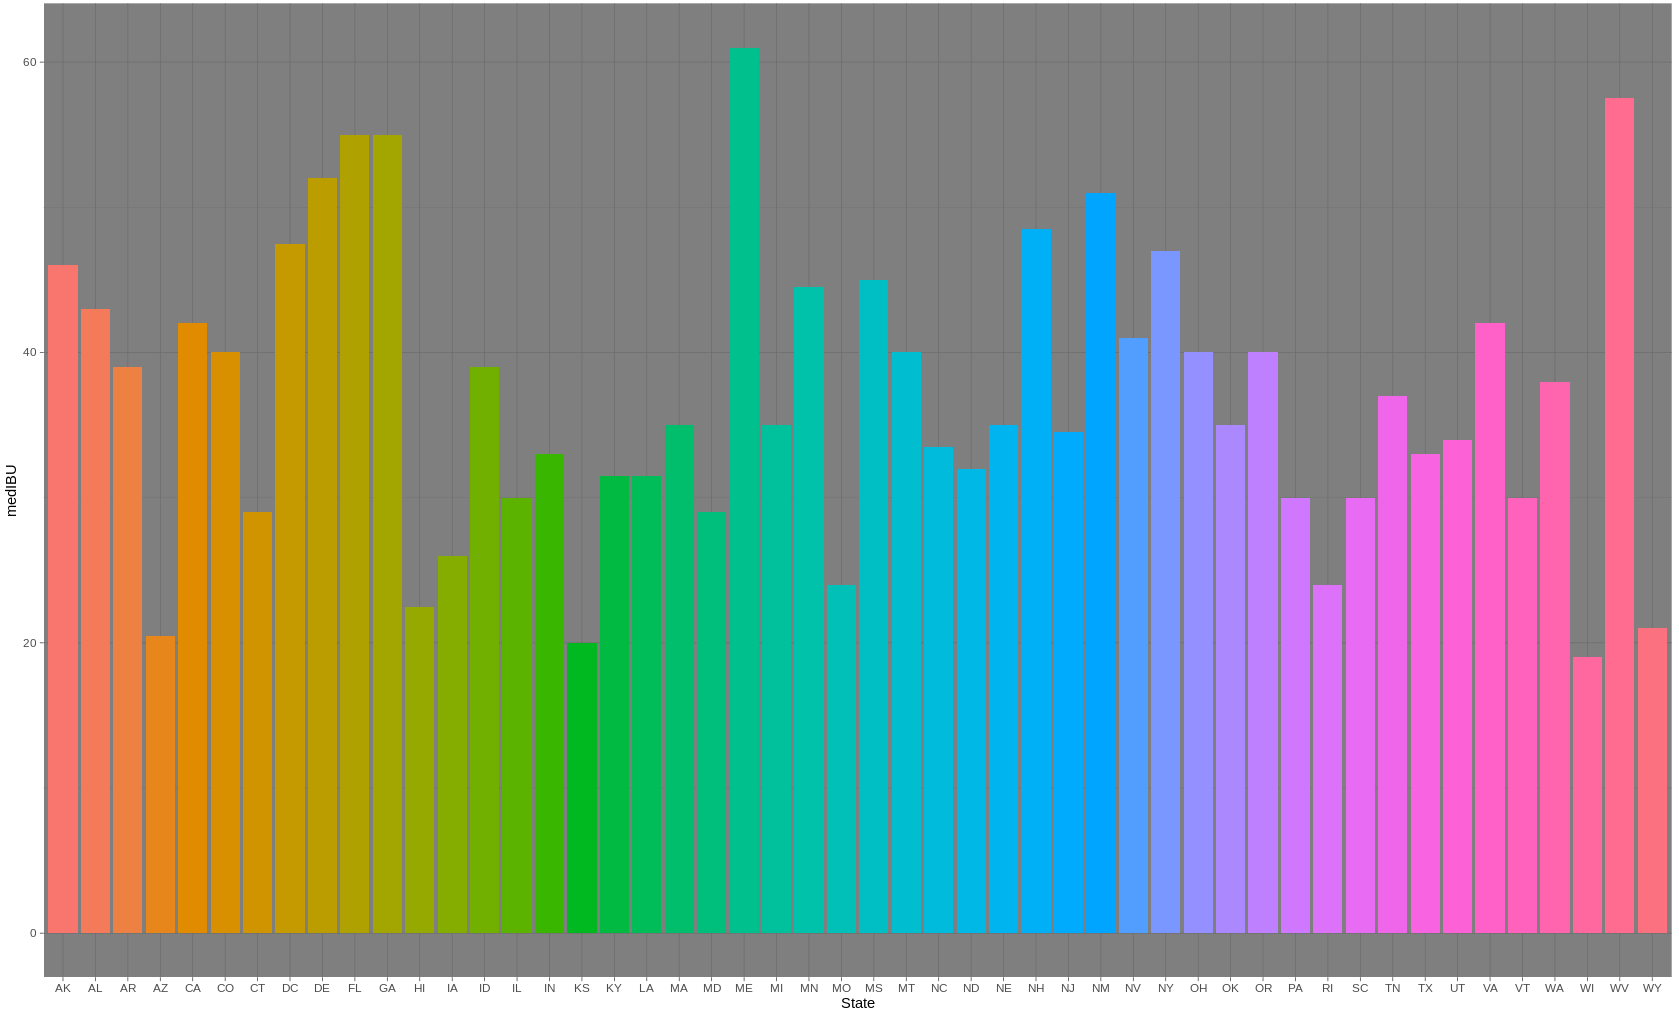 medIBU
60
40
20
0
AK AL AR AZ CA CO CT DC DE FL GA HI IA ID IL IN KS KY LA MA MD ME MI MN MO MS MT NC ND NE NH NJ NM NV NY OH OK OR PA RI SC TN TX UT VA VT WA WI WV WY
State